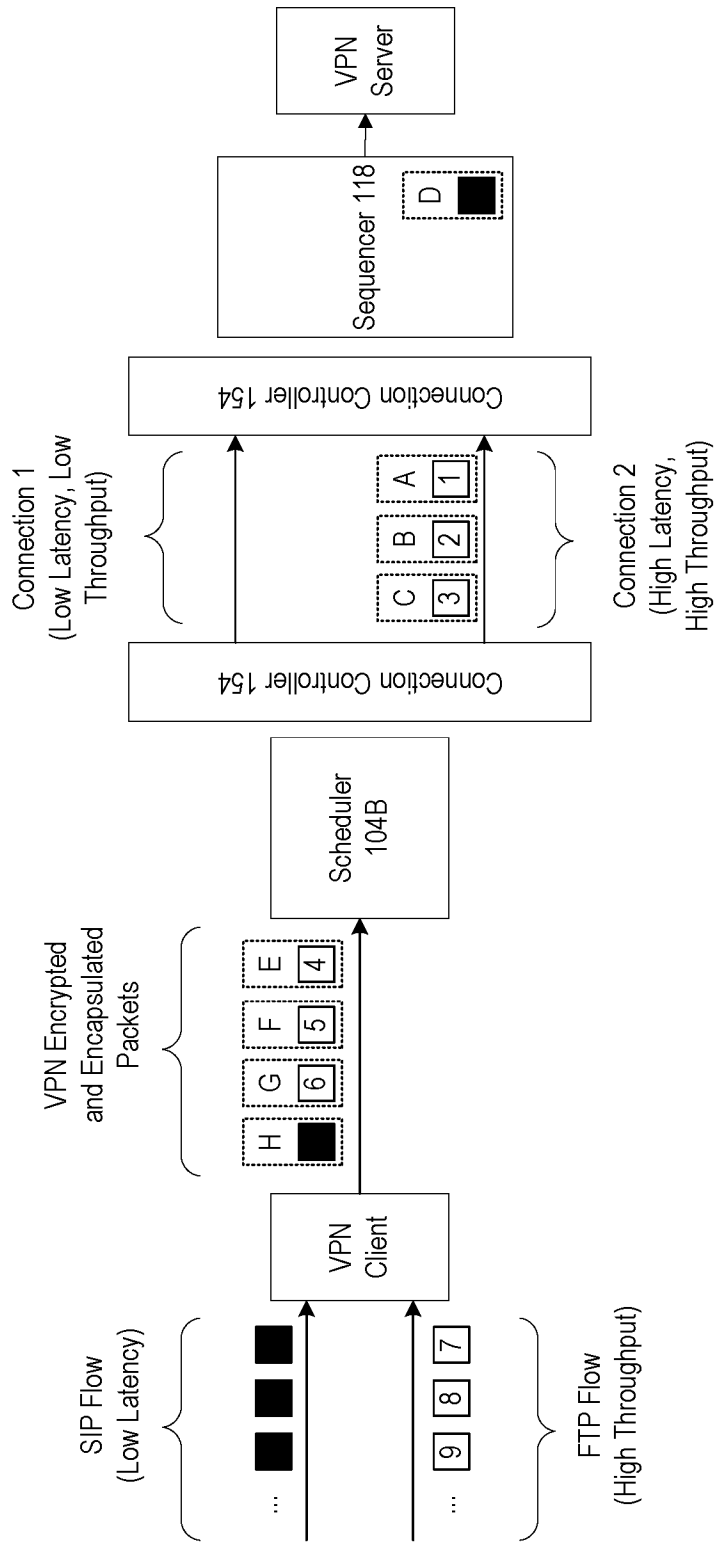 SIP Flow
(Low Latency)
...
9
8
7
...
FTP Flow
(High Throughput)
VPN
Client
VPN Encrypted
and Encapsulated
Packets
H
G
6
F
5
E
4
Scheduler
104B
Connection Controller 154
Connection 1
(Low Latency, Low
Throughput)
C
3
B
2
A
1
Connection 2
(High Latency,
High Throughput)
Connection Controller 154
Sequencer 118
D
VPN
Server